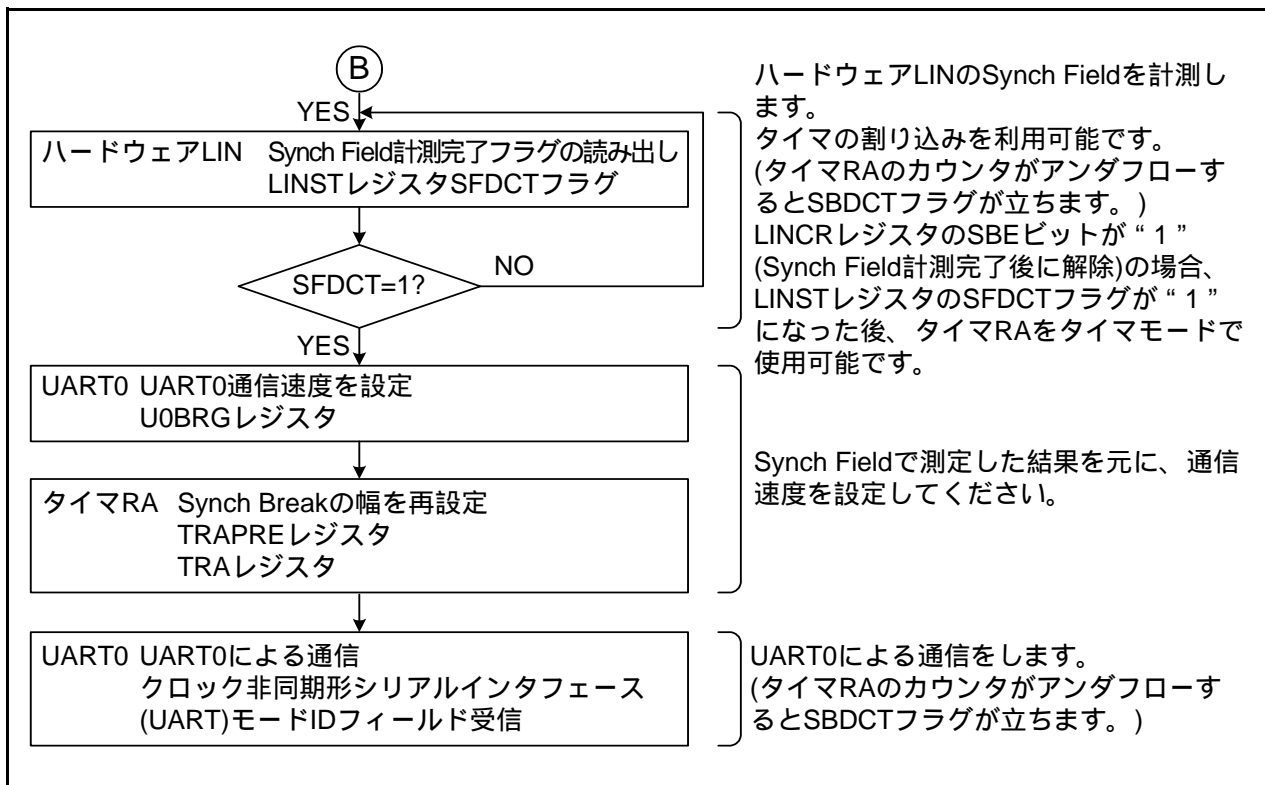 B
YES
ハードウェアLIN Synch Field計測完了フラグの読み出し
LINSTレジスタSFDCTフラグ
SFDCT=1?
NO
YES
ハードウェアLINのSynch Fieldを計測し
ます。
タイマの割り込みを利用可能です。
(タイマRAのカウンタがアンダフローす
るとSBDCTフラグが立ちます。)
LINCRレジスタのSBEビットが“1”
(Synch Field計測完了後に解除)の場合、
LINSTレジスタのSFDCTフラグが“1”
になった後、タイマRAをタイマモードで
使用可能です。
UART0 UART0通信速度を設定
U0BRGレジスタ
タイマRA Synch Breakの幅を再設定
TRAPREレジスタ
TRAレジスタ
Synch Fieldで測定した結果を元に、通信
速度を設定してください。
UART0 UART0による通信
クロック非同期形シリアルインタフェース
(UART)モードIDフィールド受信
UART0による通信をします。
(タイマRAのカウンタがアンダフローす
るとSBDCTフラグが立ちます。)